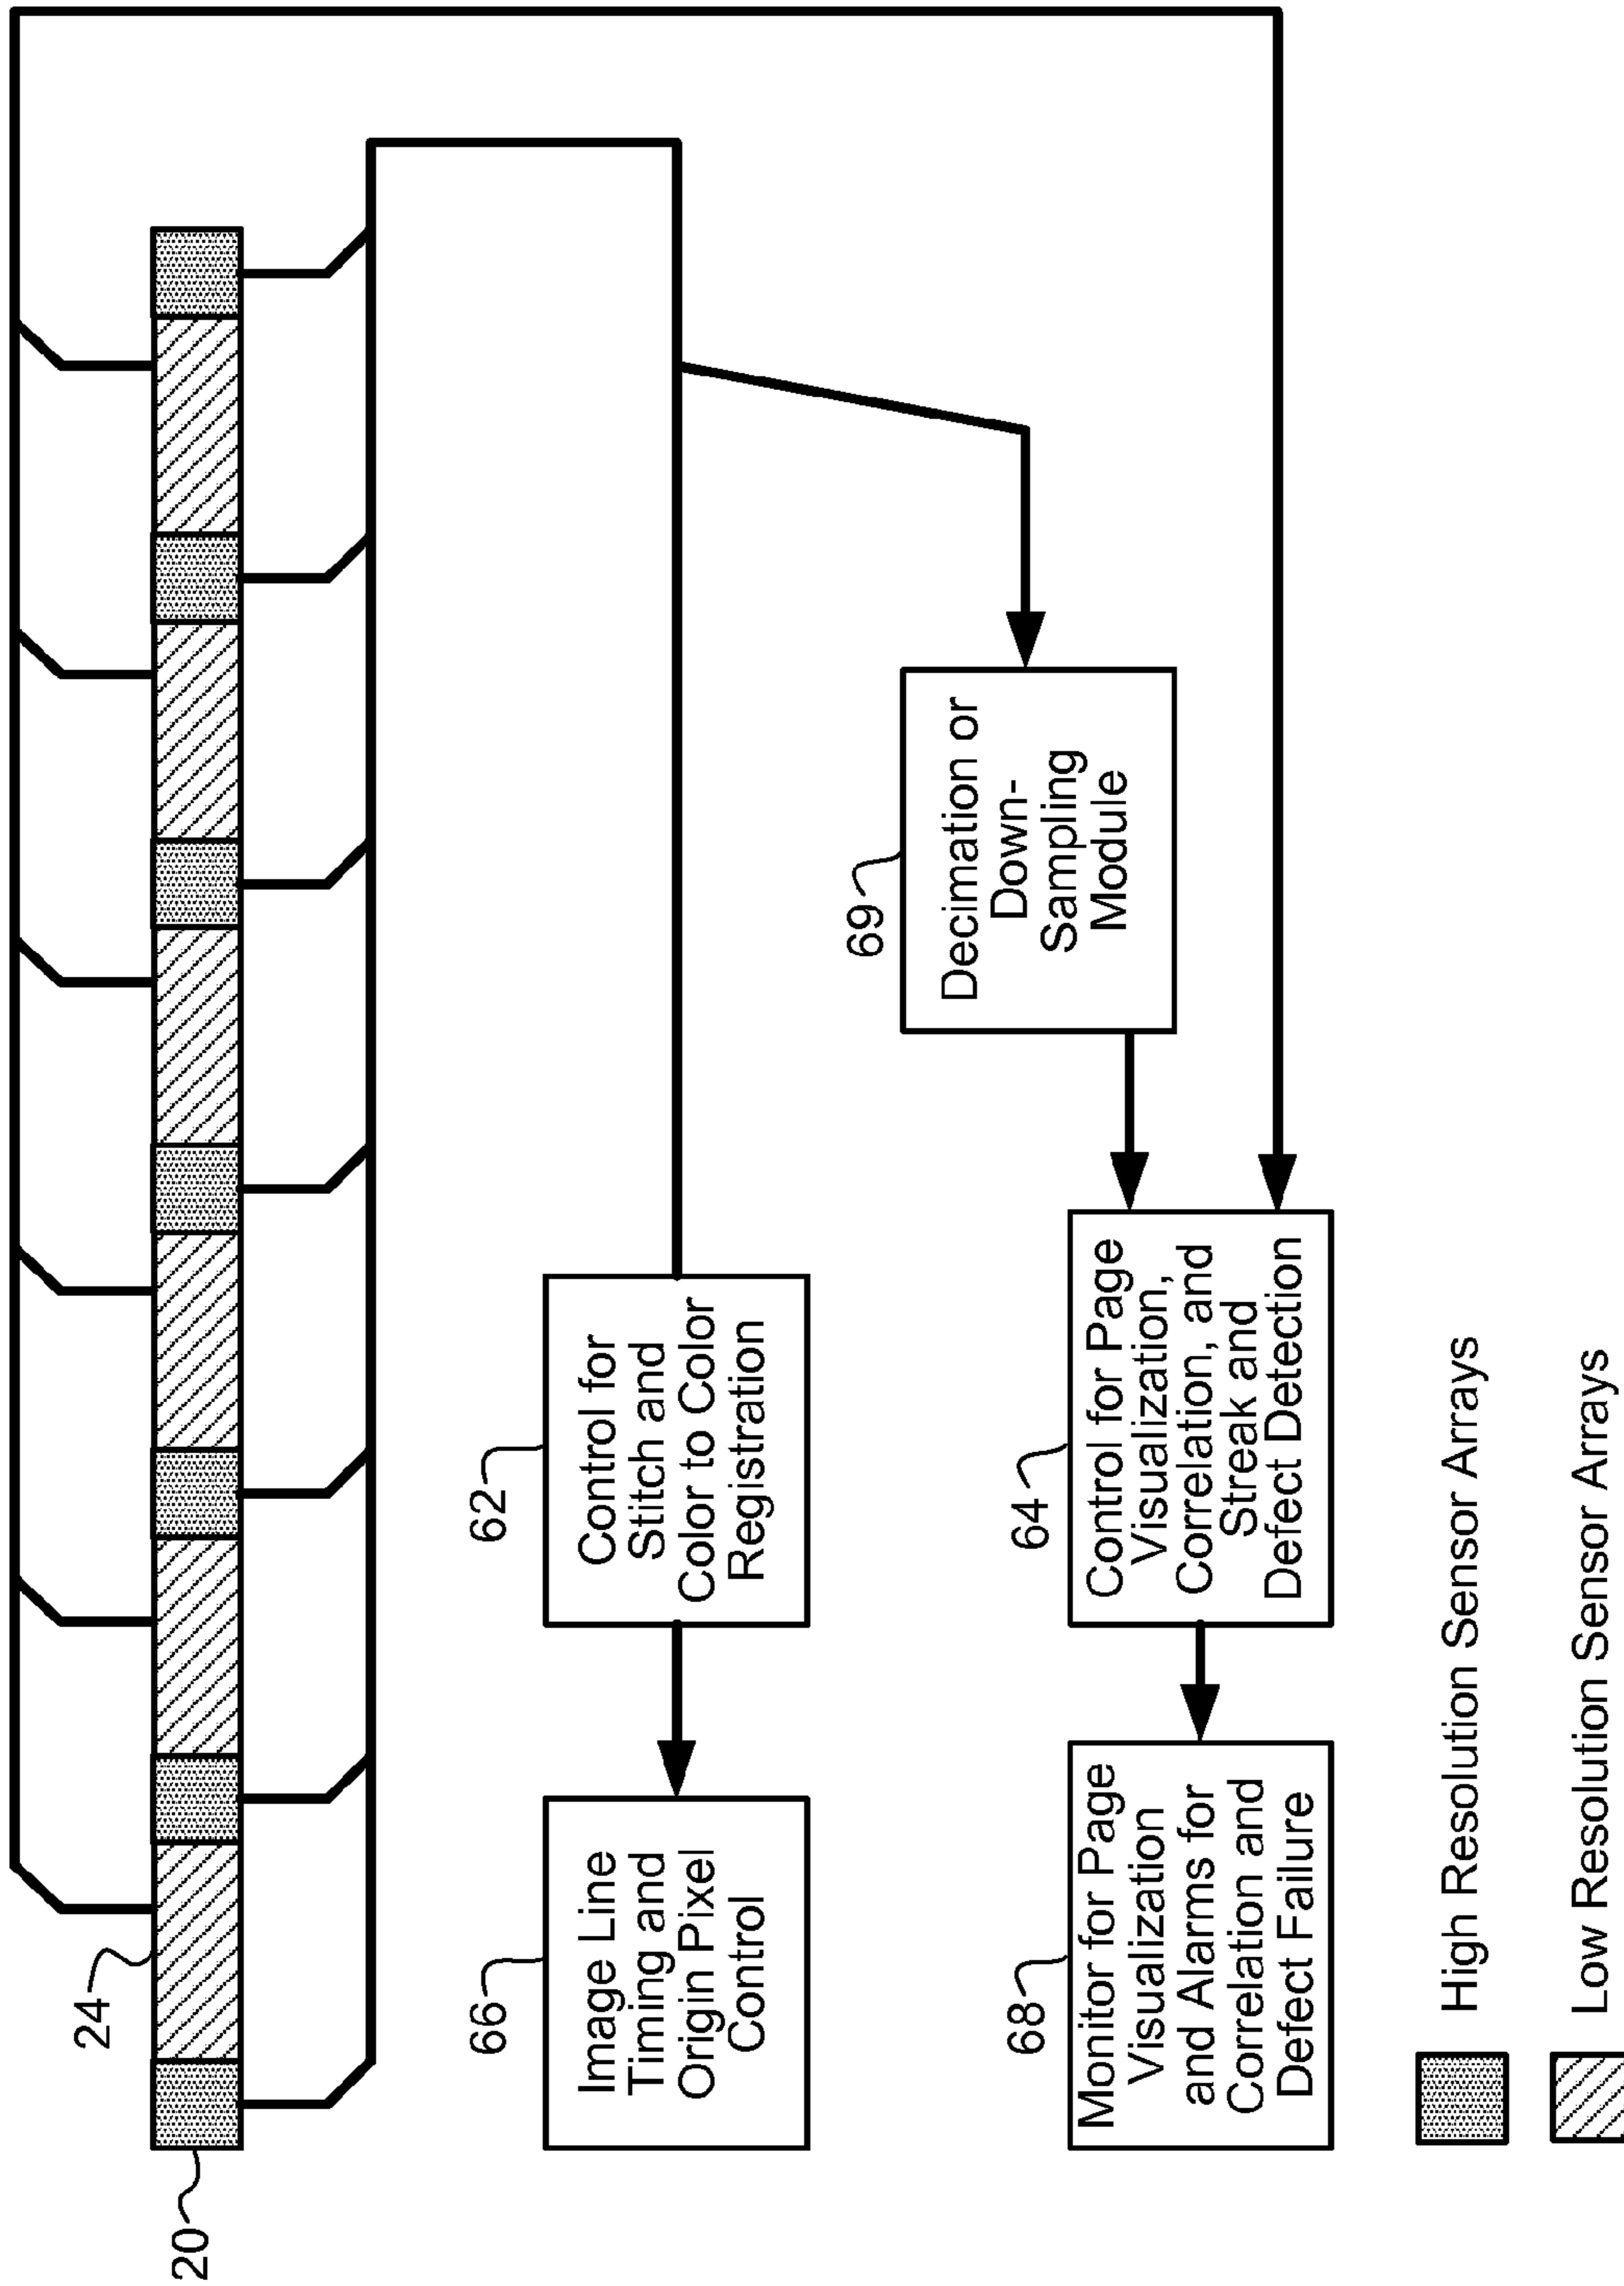 24
20
62
Control for
Stitch and
Color to Color
Registration
66
Image Line
Timing and
Origin Pixel
Control
69
Decimation or
Down-
Sampling
Module
64
Control for Page
Visualization,
Correlation, and
Streak and
Defect Detection
68
Monitor for Page
Visualization
and Alarms for
Correlation and
Defect Failure
High Resolution Sensor Arrays
Low Resolution Sensor Arrays